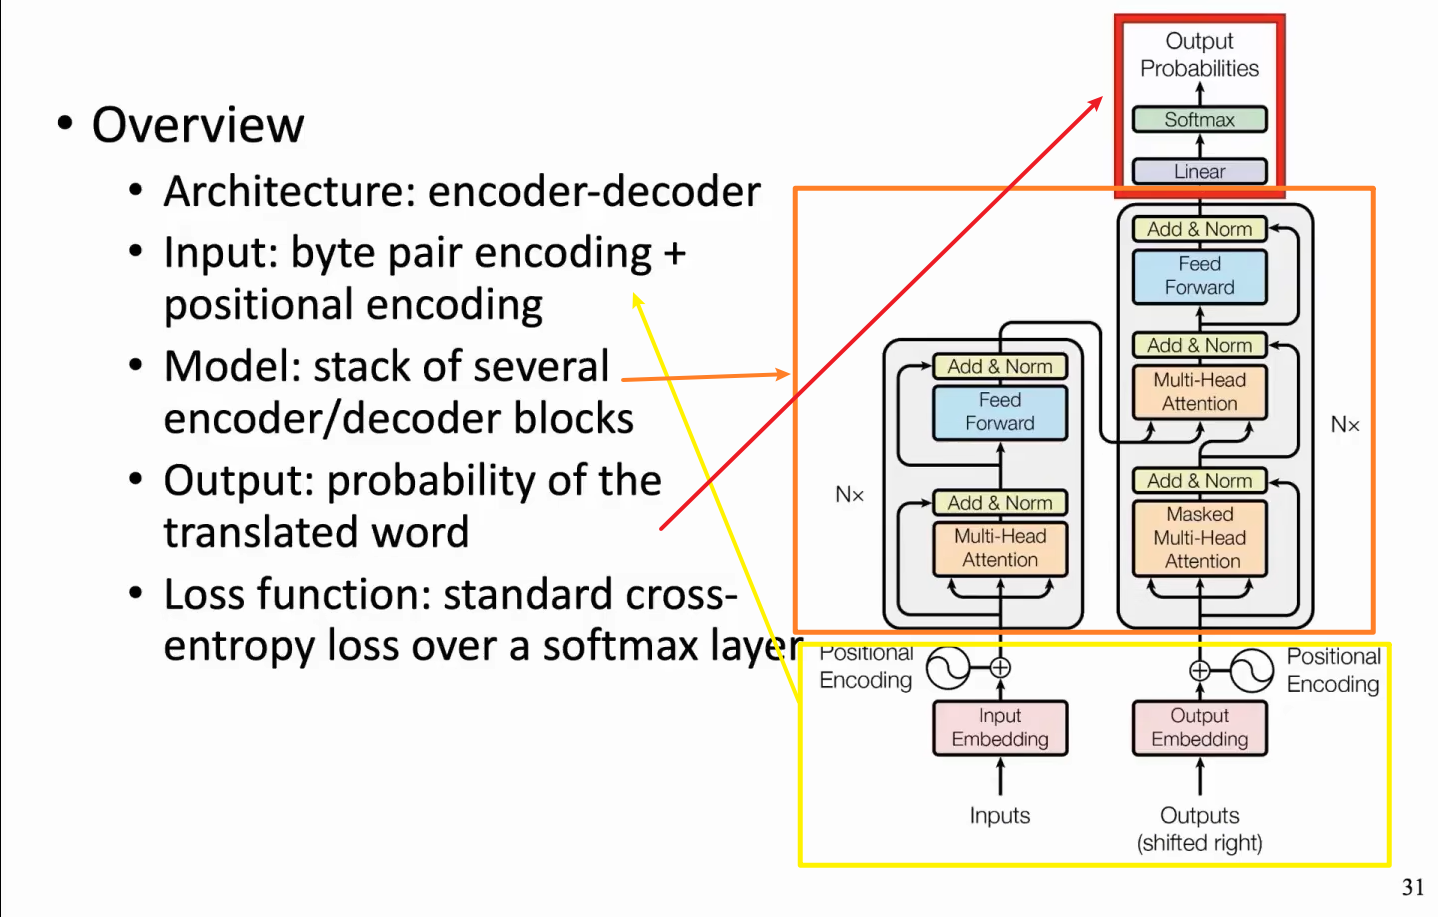 • Overview
• Architecture: encoder-decoder
• Input: byte pair encoding +
positional encoding
• Model: stack of several
encoder/decoder blocks
• Output: probability of the
translated word
• Loss function: standard cross-
entropy loss over a softmax layer
Output
Probabilities
Softmax
Linear
Add & Norm
Feed
Forward
Add & Norm
Multi-Head
Attention
Add & Norm
Masked
Multi-Head
Attention
N×
Add & Norm
Feed
Forward
Add & Norm
Multi-Head
Attention
N×
Positional
Encoding
Input
Embedding
Inputs
Positional
Encoding
Output
Embedding
Outputs
(shifted right)
31